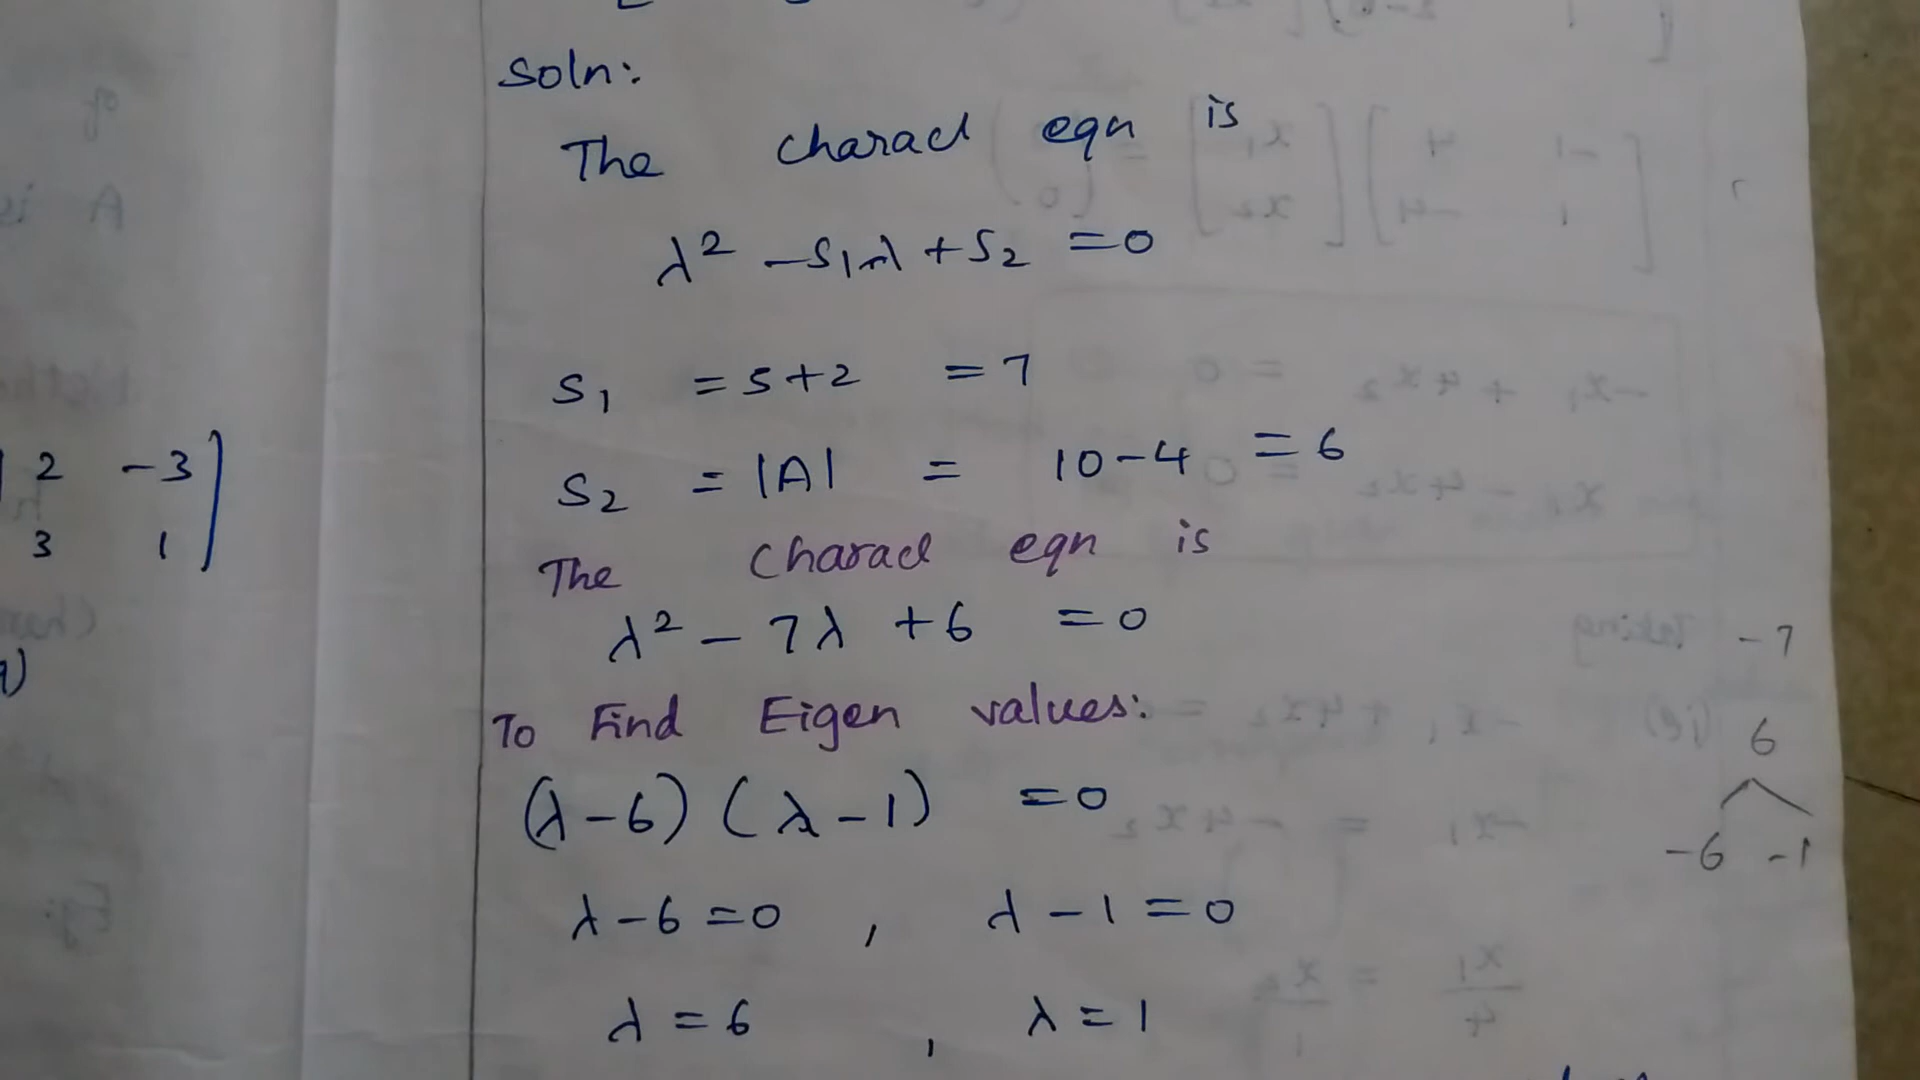 Soln:
The charact eqn is
λ² - S₁λ + S₂ = 0
S₁ = 5+2 = 7
S₂ = |A| = 10-4 = 6
The charact eqn is
λ² - 7λ + 6 = 0
To Find Eigen values:
(λ-6) (λ-1) = 0
λ-6 = 0 , λ-1 = 0
λ = 6 , λ = 1
2 -3
3 1
-7
6
-6 -1